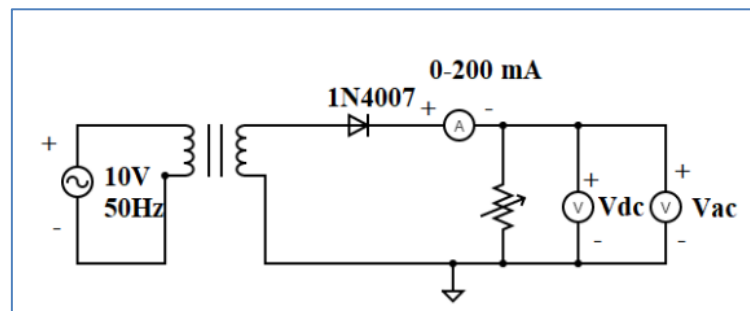 0-200 mA
1N4007
+ -
A
+
10V
50Hz
-
+
V Vdc
-
+
V Vac
-